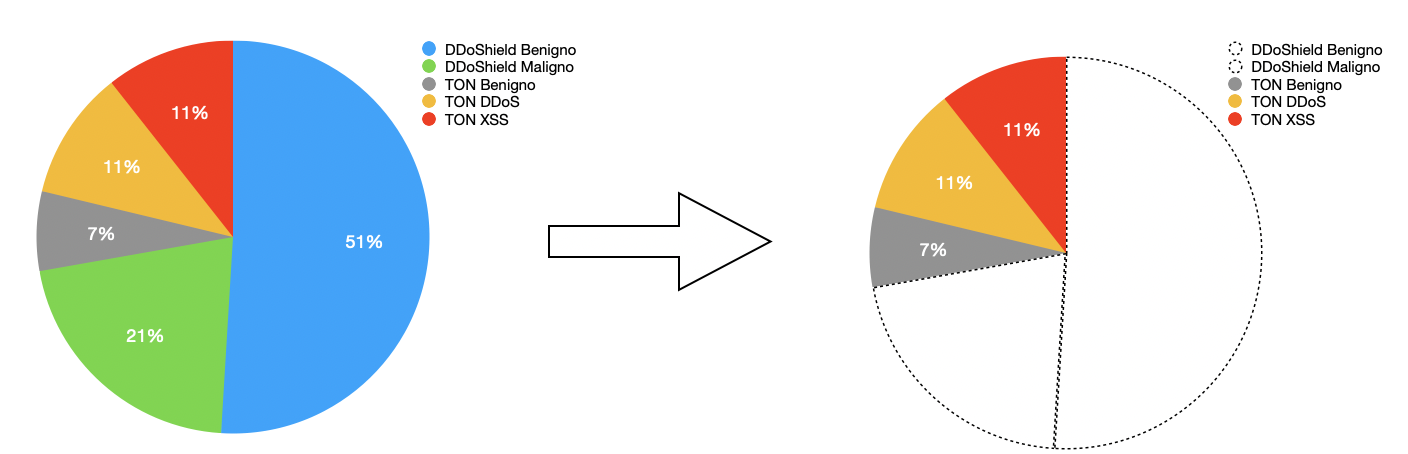 DDoShield Benigno
DDoShield Maligno
TON Benigno
TON DDoS
TON XSS
11%
11%
7%
51%
21%
DDoShield Benigno
DDoShield Maligno
TON Benigno
TON DDoS
TON XSS
11%
11%
7%